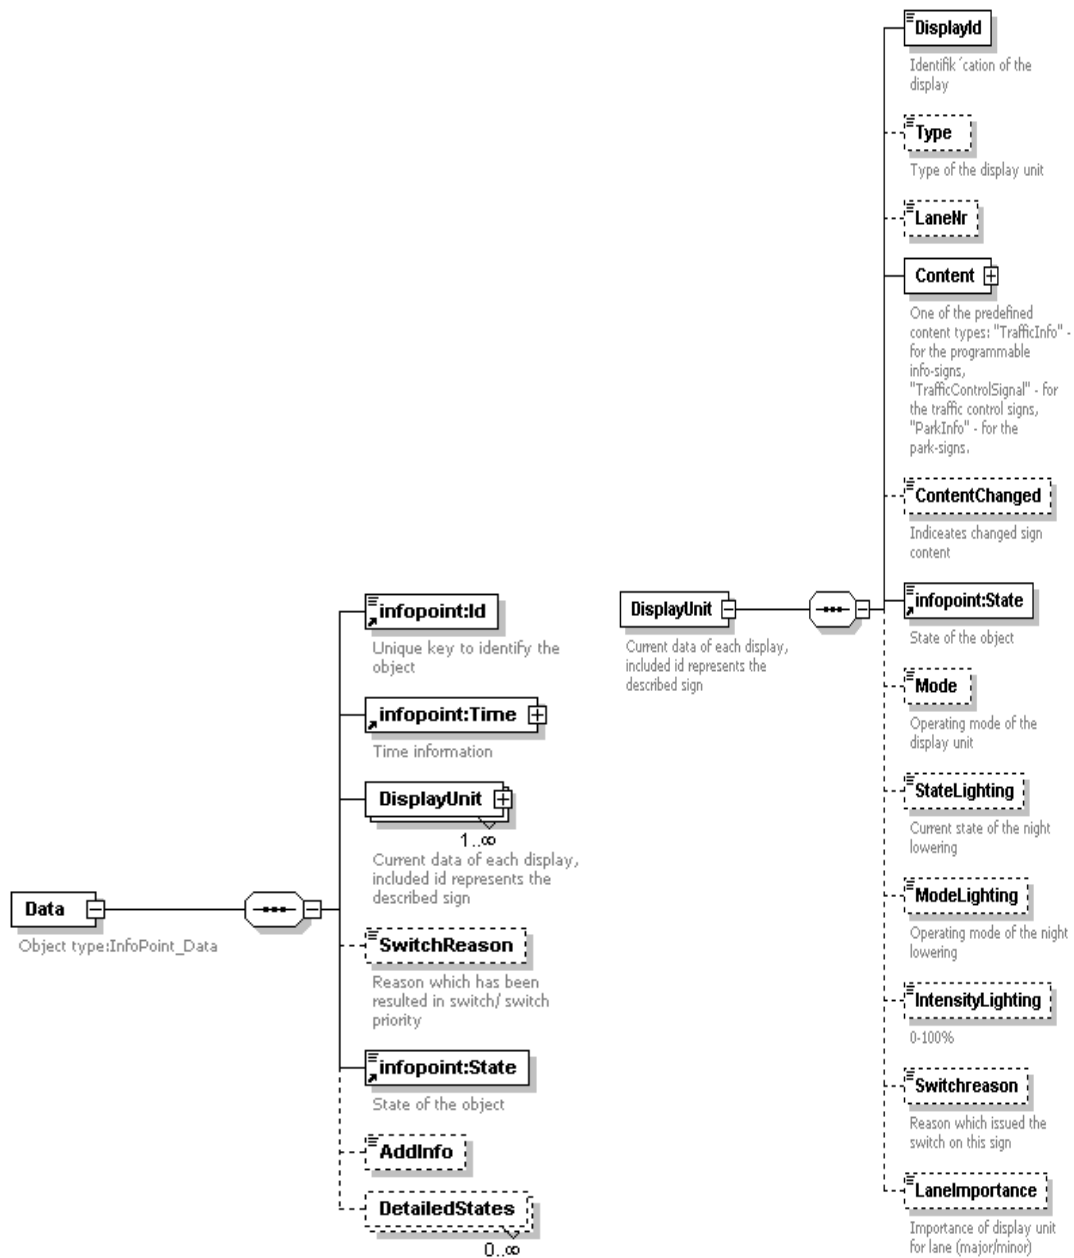 Data
Object type:InfoPoint_Data
infopoint:Id
Unique key to identify the
object
infopoint:Time
Time information
DisplayUnit
1..∞
Current data of each display,
included id represents the
described sign
SwitchReason
Reason which has been
resulted in switch/ switch
priority
infopoint:State
State of the object
AddInfo
DetailedStates
0..∞
DisplayUnit
Current data of each display,
included id represents the
described sign
DisplayId
Identifik´cation of the
display
Type
Type of the display unit
LaneNr
Content
One of the predefined
content types: "TrafficInfo" -
for the programmable
info-signs,
"TrafficControlSignal" - for
the traffic control signs,
"ParkInfo" - for the
park-signs.
ContentChanged
Indiceates changed sign
content
infopoint:State
State of the object
Mode
Operating mode of the
display unit
StateLighting
Current state of the night
lowering
ModeLighting
Operating mode of the night
lowering
IntensityLighting
0-100%
Switchreason
Reason which issued the
switch on this sign
LaneImportance
Importance of display unit
for lane (major/minor)